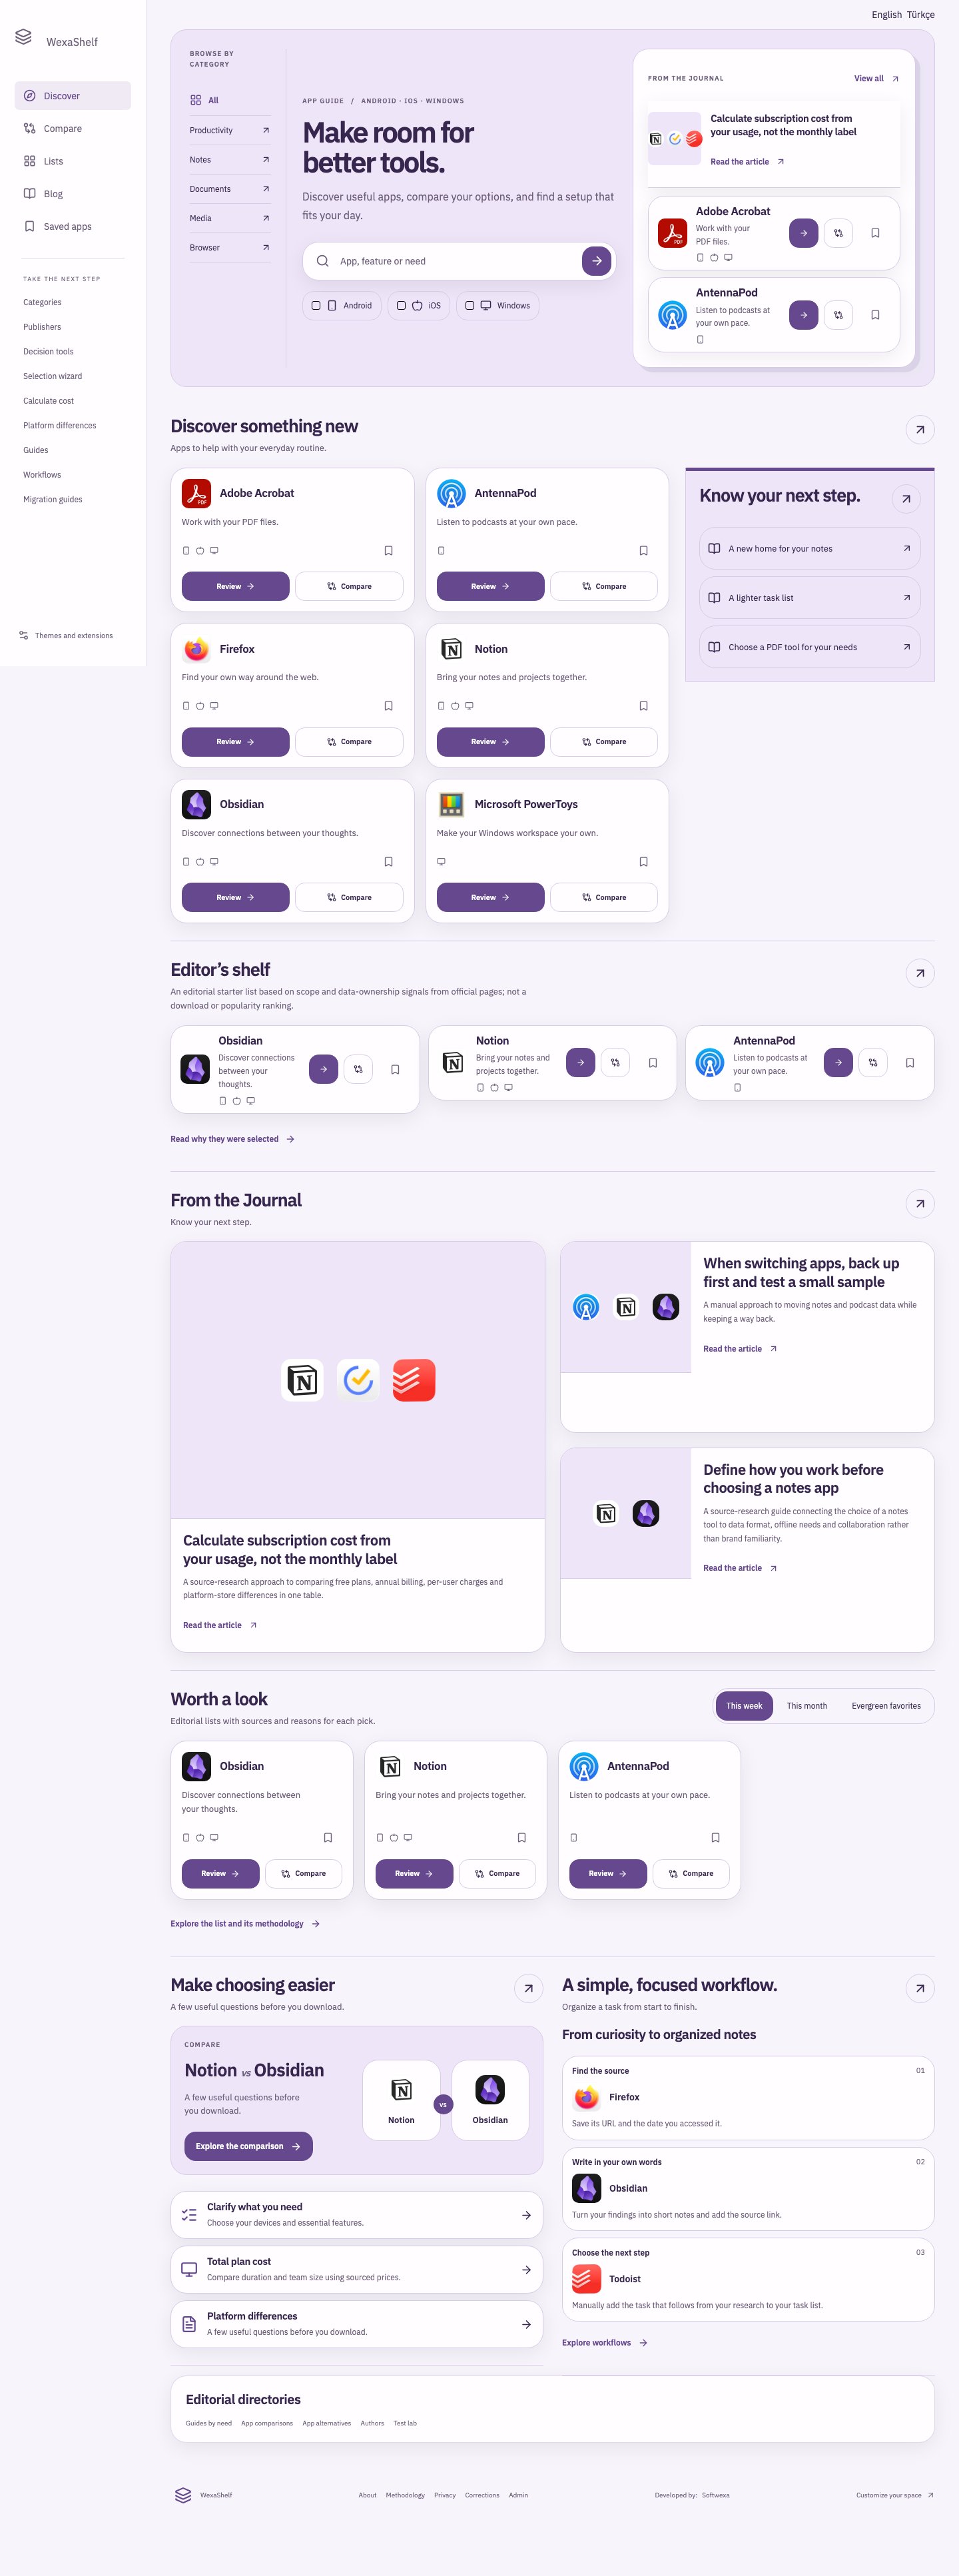 WexaShelf
Discover
Compare
Lists
Blog
Saved apps
TAKE THE NEXT STEP
Categories
Publishers
Decision tools
Selection wizard
Calculate cost
Platform differences
Guides
Workflows
Migration guides
Themes and extensions
English Türkçe
BROWSE BY
CATEGORY
All
Productivity
Notes
Documents
Media
Browser
APP GUIDE / ANDROID · IOS · WINDOWS
Make room for
better tools.
Discover useful apps, compare your options, and find a setup that
fits your day.
App, feature or need
Android
iOS
Windows
FROM THE JOURNAL
View all
Calculate subscription cost from
your usage, not the monthly label
Read the article
Adobe Acrobat
Work with your
PDF files.
AntennaPod
Listen to podcasts at
your own pace.
Discover something new
Apps to help with your everyday routine.
Adobe Acrobat
Work with your PDF files.
Review
Compare
AntennaPod
Listen to podcasts at your own pace.
Review
Compare
Firefox
Find your own way around the web.
Review
Compare
Notion
Bring your notes and projects together.
Review
Compare
Obsidian
Discover connections between your thoughts.
Review
Compare
Microsoft PowerToys
Make your Windows workspace your own.
Review
Compare
Know your next step.
A new home for your notes
A lighter task list
Choose a PDF tool for your needs
Editor’s shelf
An editorial starter list based on scope and data-ownership signals from official pages; not a
download or popularity ranking.
Obsidian
Discover connections
between your
thoughts.
Notion
Bring your notes and
projects together.
AntennaPod
Listen to podcasts at
your own pace.
Read why they were selected
From the Journal
Know your next step.
Calculate subscription cost from
your usage, not the monthly label
A source-research approach to comparing free plans, annual billing, per-user charges and
platform-store differences in one table.
Read the article
When switching apps, back up
first and test a small sample
A manual approach to moving notes and podcast data while
keeping a way back.
Read the article
Define how you work before
choosing a notes app
A source-research guide connecting the choice of a notes
tool to data format, offline needs and collaboration rather
than brand familiarity.
Read the article
Worth a look
Editorial lists with sources and reasons for each pick.
This week
This month
Evergreen favorites
Obsidian
Discover connections between
your thoughts.
Review
Compare
Notion
Bring your notes and projects together.
Review
Compare
AntennaPod
Listen to podcasts at your own pace.
Review
Compare
Explore the list and its methodology
Make choosing easier
A few useful questions before you download.
COMPARE
Notion vs Obsidian
A few useful questions before
you download.
Explore the comparison
Notion
vs
Obsidian
Clarify what you need
Choose your devices and essential features.
Total plan cost
Compare duration and team size using sourced prices.
Platform differences
A few useful questions before you download.
A simple, focused workflow.
Organize a task from start to finish.
From curiosity to organized notes
Find the source
01
Firefox
Save its URL and the date you accessed it.
Write in your own words
02
Obsidian
Turn your findings into short notes and add the source link.
Choose the next step
03
Todoist
Manually add the task that follows from your research to your task list.
Explore workflows
Editorial directories
Guides by need
App comparisons
App alternatives
Authors
Test lab
WexaShelf
About
Methodology
Privacy
Corrections
Admin
Developed by: Softwexa
Customize your space